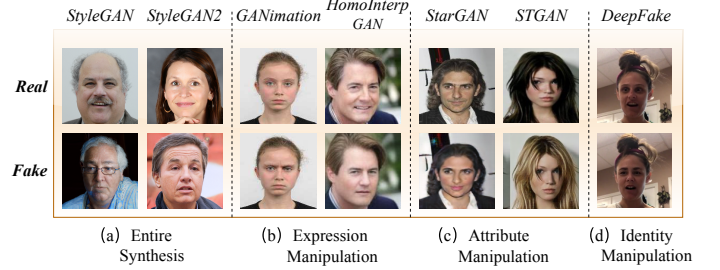 StyleGAN StyleGAN2 GANimation HomoInterp GAN StarGAN STGAN DeepFake
Real
Fake
(a) Entire Synthesis
(b) Expression Manipulation
(c) Attribute Manipulation
(d) Identity Manipulation